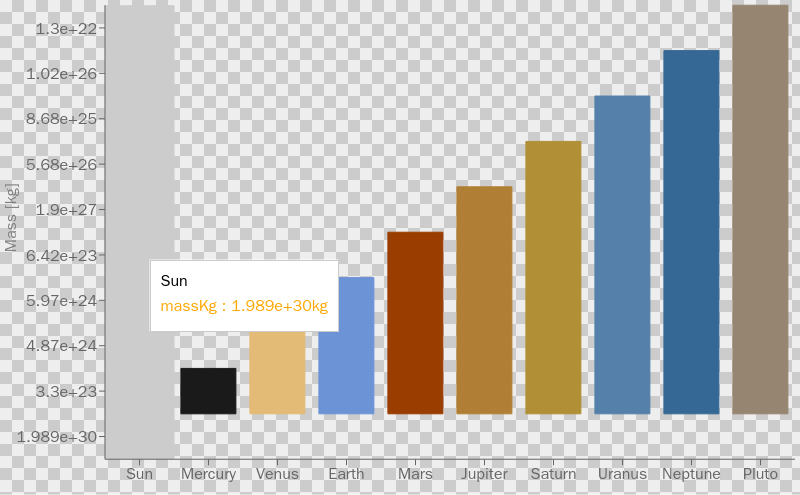 1.3e+22
1.02e+26
8.68e+25
5.68e+26
1.9e+27
6.42e+23
5.97e+24
4.87e+24
3.3e+23
1.989e+30
Mass [kg]
Sun
massKg : 1.989e+30kg
Sun Mercury Venus Earth Mars Jupiter Saturn Uranus Neptune Pluto